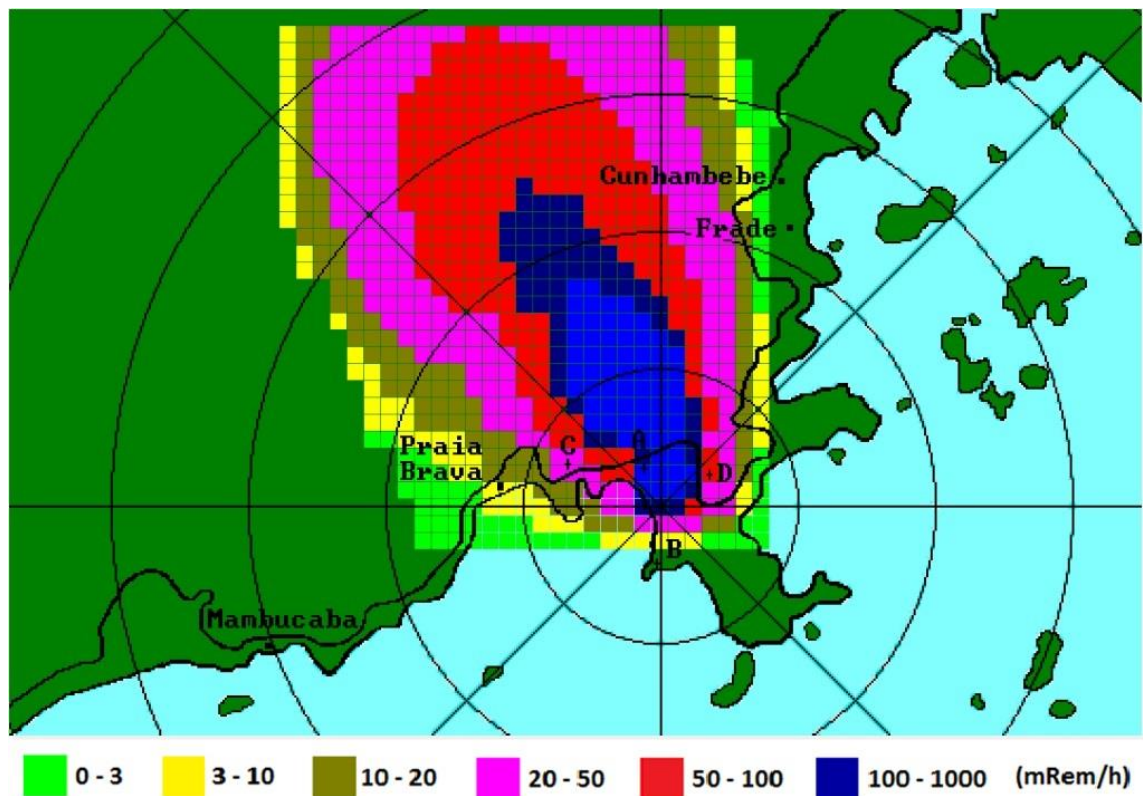 Cunhambebe
Frade
Praia
Brava
C
A
D
B
Mambucaba
0 - 3
3 - 10
10 - 20
20 - 50
50 - 100
100 - 1000
(mRem/h)